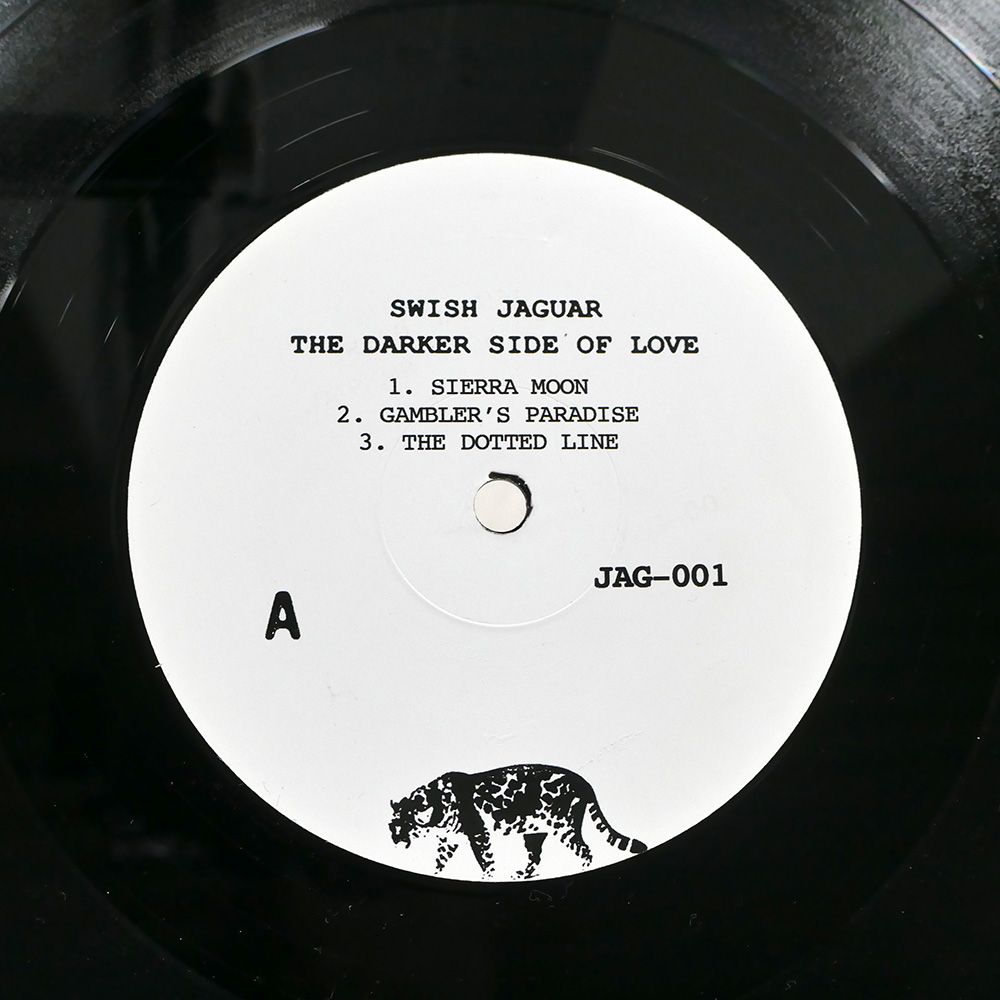 SWISH JAGUAR
THE DARKER SIDE OF LOVE
1. SIERRA MOON
2. GAMBLER'S PARADISE
3. THE DOTTED LINE
JAG-001
A